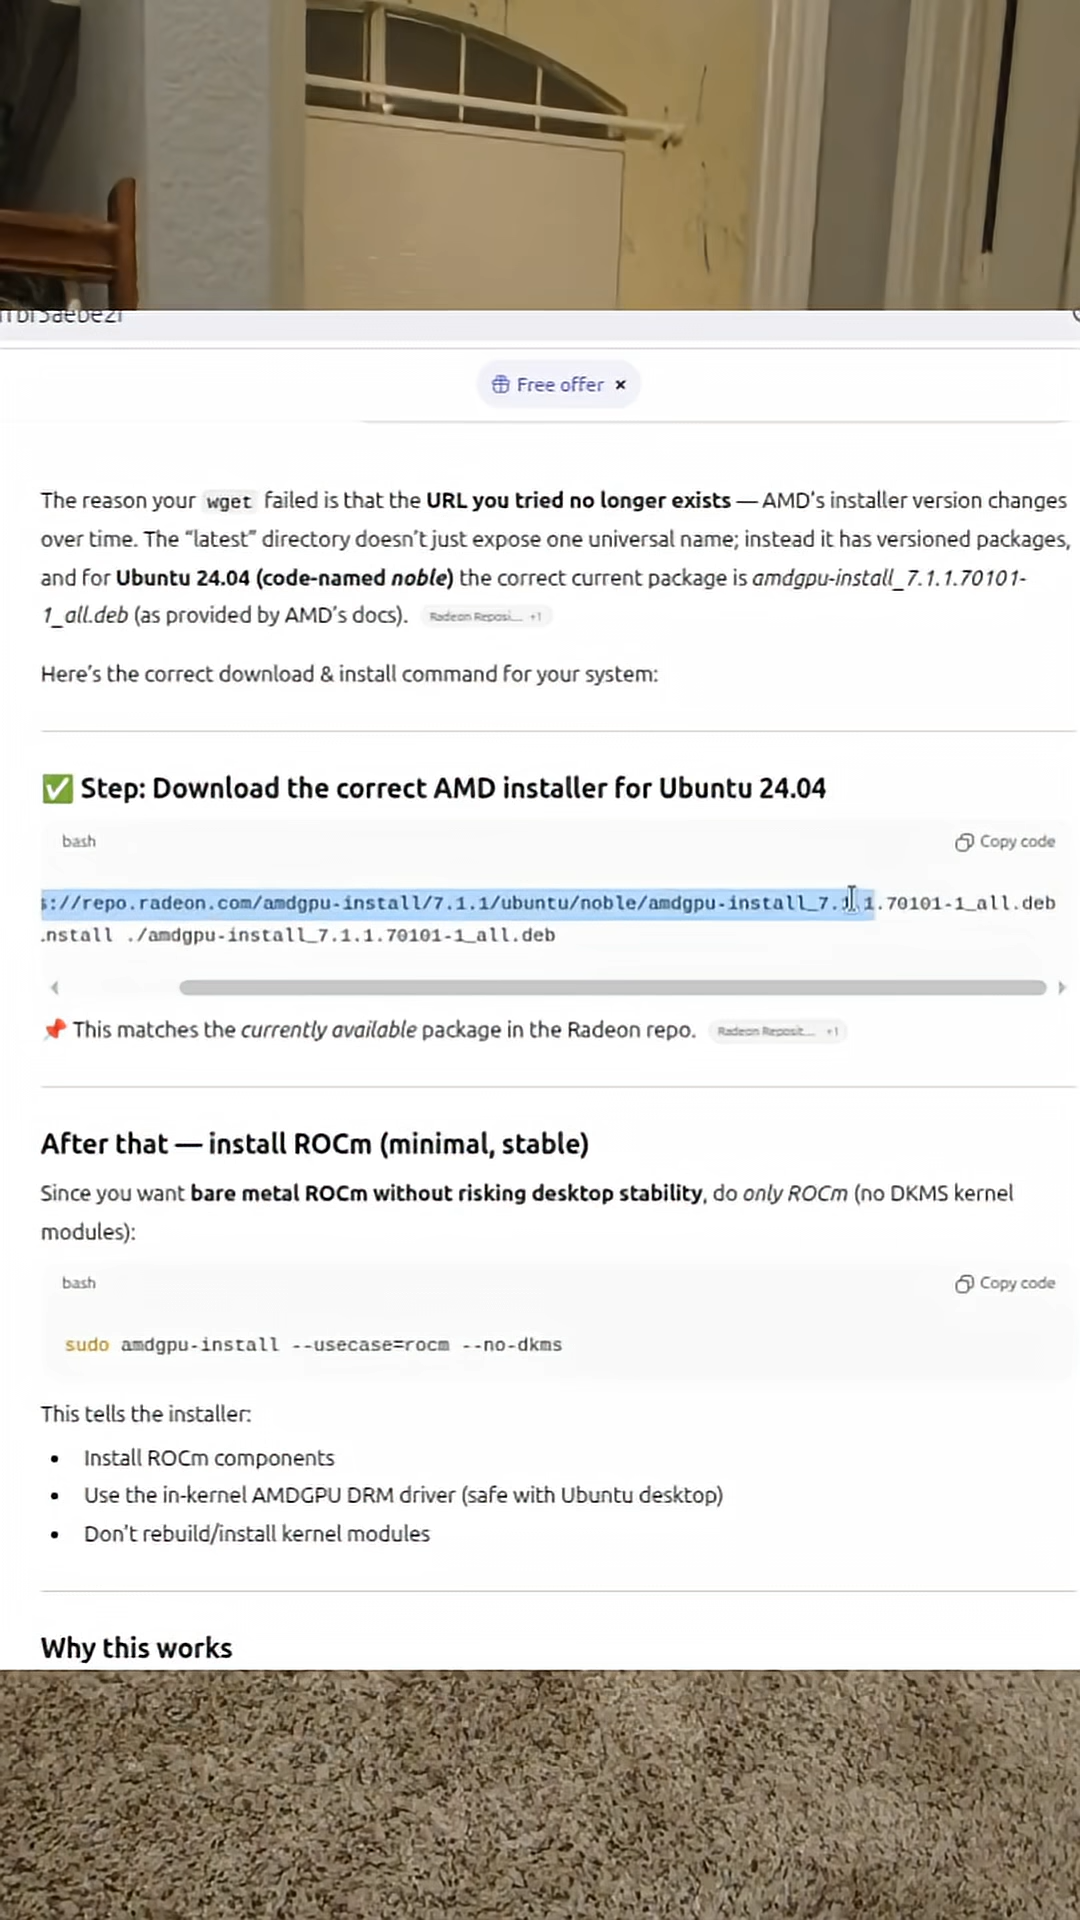 Free offer ×
The reason your wget failed is that the URL you tried no longer exists — AMD's installer version changes
over time. The “latest” directory doesn't just expose one universal name; instead it has versioned packages,
and for Ubuntu 24.04 (code-named noble) the correct current package is amdgpu-install_7.1.1.70101-
1_all.deb (as provided by AMD's docs). Radeon Reposi... +1
Here's the correct download & install command for your system:
✅ Step: Download the correct AMD installer for Ubuntu 24.04
bash Copy code
s://repo.radeon.com/amdgpu-install/7.1.1/ubuntu/noble/amdgpu-install_7.1.1.70101-1_all.deb
.nstall ./amdgpu-install_7.1.1.70101-1_all.deb
📌 This matches the currently available package in the Radeon repo. Radeon Reposit... +1
After that — install ROCm (minimal, stable)
Since you want bare metal ROCm without risking desktop stability, do only ROCm (no DKMS kernel
modules):
bash Copy code
sudo amdgpu-install --usecase=rocm --no-dkms
This tells the installer:
• Install ROCm components
• Use the in-kernel AMDGPU DRM driver (safe with Ubuntu desktop)
• Don't rebuild/install kernel modules
Why this works